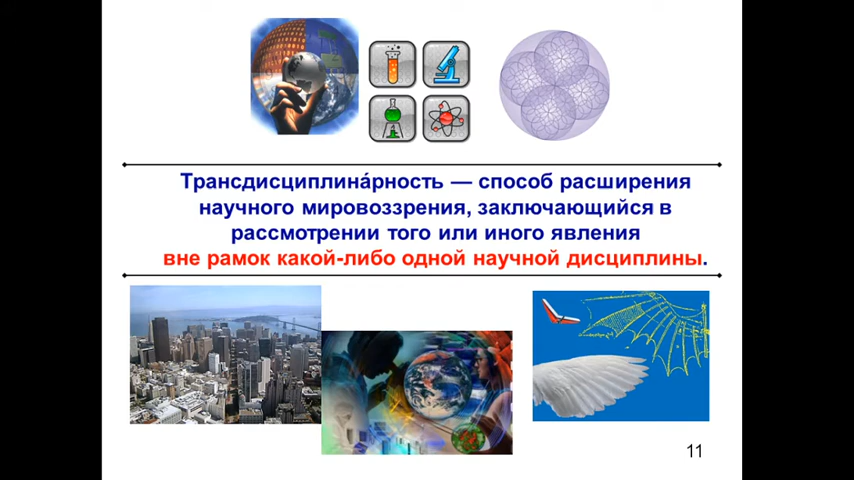 Трансдисциплина́рность — способ расширения
научного мировоззрения, заключающийся в
рассмотрении того или иного явления
вне рамок какой-либо одной научной дисциплины.
11